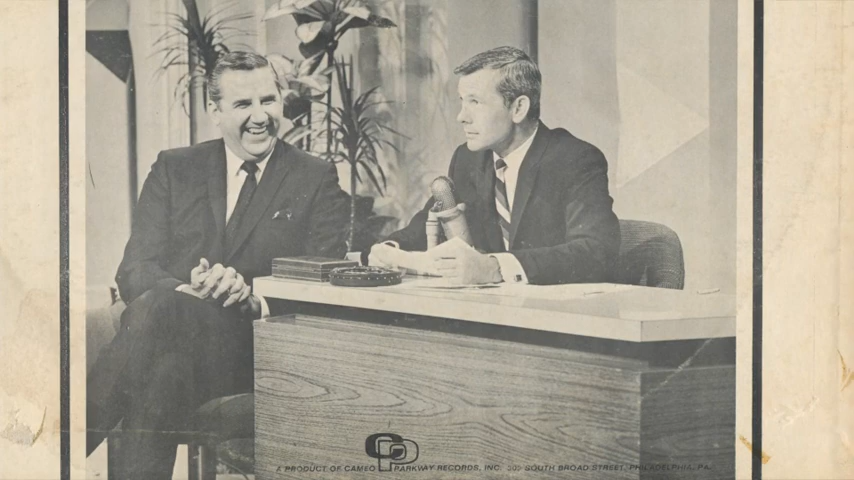 A PRODUCT OF CAMEO PARKWAY RECORDS, INC. 309 SOUTH BROAD STREET, PHILADELPHIA, PA.